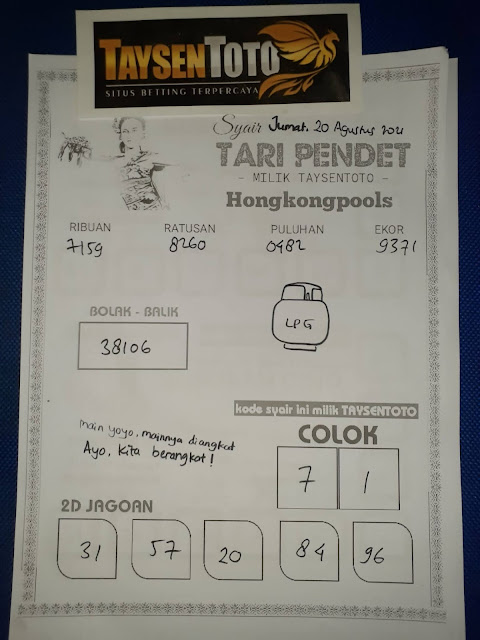 TAYSENTOTO
SITUS BETTING TERPERCAYA
Syair Jumat. 20 Agustus 2021
TARI PENDET
- MILIK TAYSENTOTO -
Hongkongpools
RIBUAN RATUSAN PULUHAN EKOR
7159 8260 0982 9371
LPG
BOLAK - BALIK
38106
kode syair ini milik TAYSENTOTO
COLOK
7 1
Main yoyo, mainnya diangkat
Ayo, kita berangkat!
2D JAGOAN
31 57 20 84 96